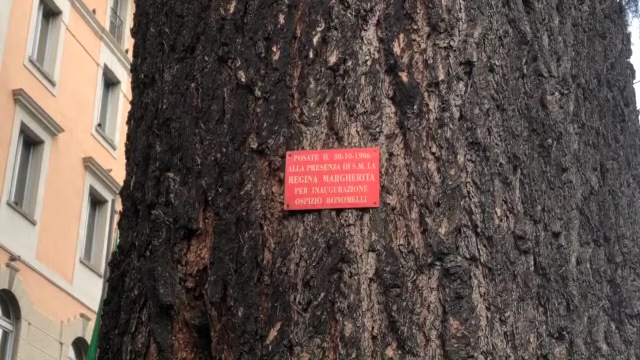 POSATE IL 30-10-1906
ALLA PRESENZA DI S.M. LA
REGINA MARGHERITA
PER INAUGURAZIONE
OSPIZIO BONOMELLI